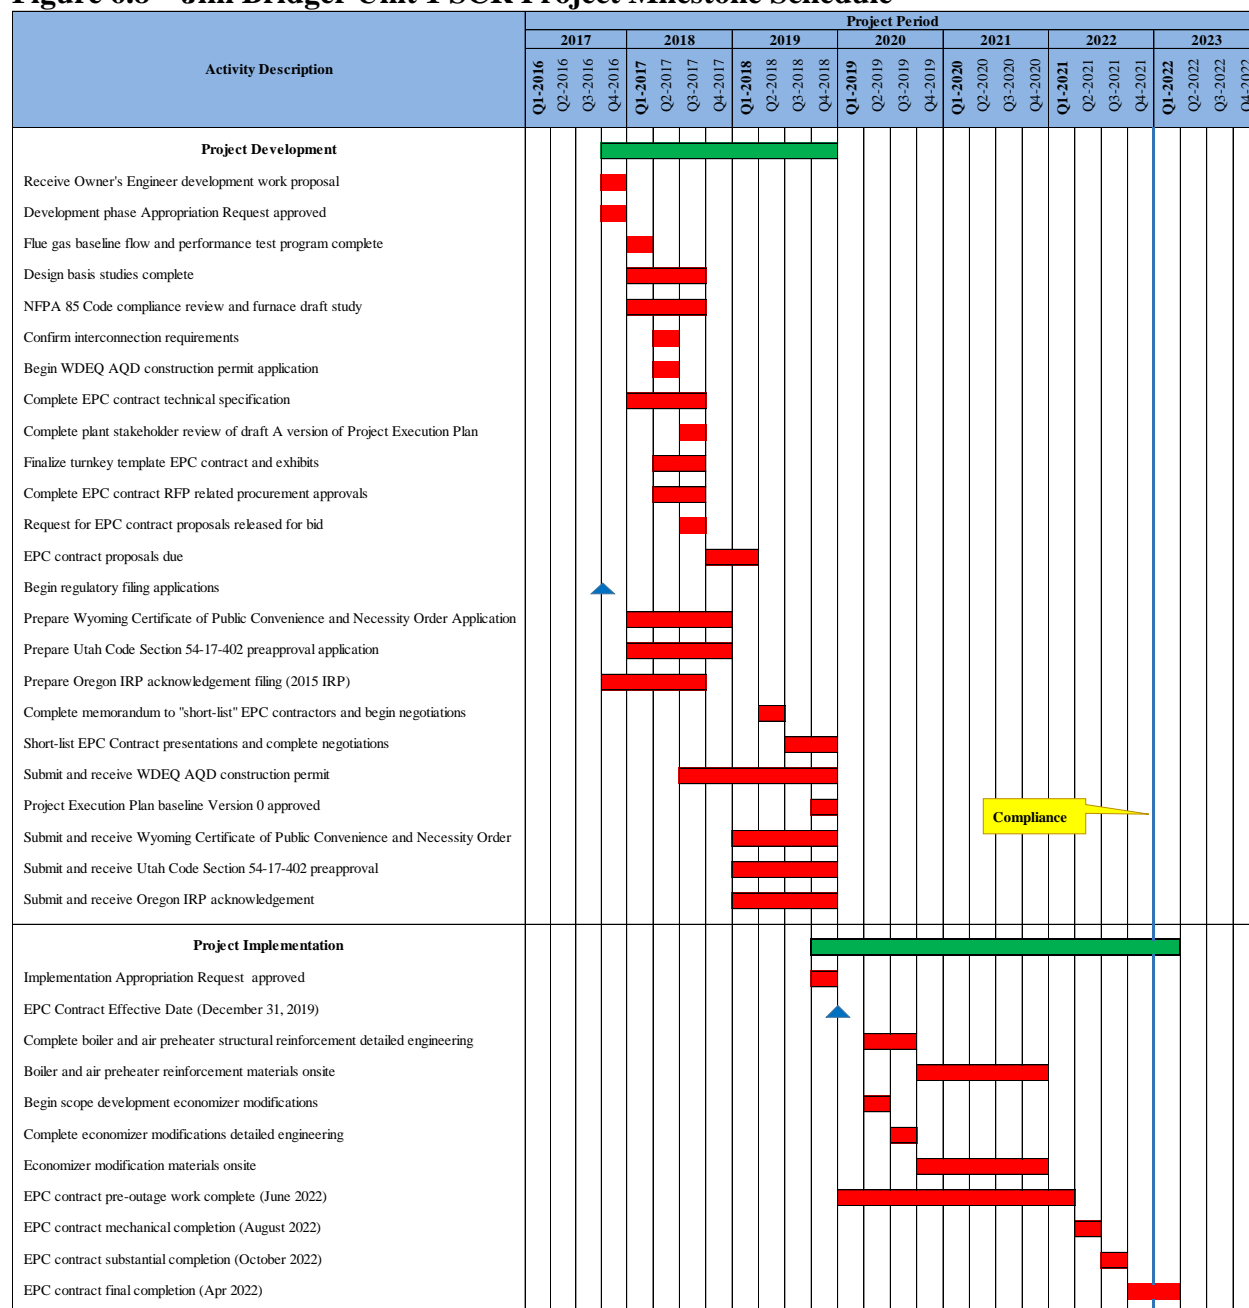 Figure 6.8 – Jim Bridger Unit 1 SCR Project Milestone Schedule
Project Period
Activity Description
2017 2018 2019 2020 2021 2022 2023
Q1-2016 Q2-2016 Q3-2016 Q4-2016 Q1-2017 Q2-2017 Q3-2017 Q4-2017 Q1-2018 Q2-2018 Q3-2018 Q4-2018 Q1-2019 Q2-2019 Q3-2019 Q4-2019 Q1-2020 Q2-2020 Q3-2020 Q4-2020 Q1-2021 Q2-2021 Q3-2021 Q4-2021 Q1-2022 Q2-2022 Q3-2022 Q4-2022
Project Development
Receive Owner's Engineer development work proposal
Development phase Appropriation Request approved
Flue gas baseline flow and performance test program complete
Design basis studies complete
NFPA 85 Code compliance review and furnace draft study
Confirm interconnection requirements
Begin WDEQ AQD construction permit application
Complete EPC contract technical specification
Complete plant stakeholder review of draft A version of Project Execution Plan
Finalize turnkey template EPC contract and exhibits
Complete EPC contract RFP related procurement approvals
Request for EPC contract proposals released for bid
EPC contract proposals due
Begin regulatory filing applications
Prepare Wyoming Certificate of Public Convenience and Necessity Order Application
Prepare Utah Code Section 54-17-402 preapproval application
Prepare Oregon IRP acknowledgement filing (2015 IRP)
Complete memorandum to "short-list" EPC contractors and begin negotiations
Short-list EPC Contract presentations and complete negotiations
Submit and receive WDEQ AQD construction permit
Project Execution Plan baseline Version 0 approved
Compliance
Submit and receive Wyoming Certificate of Public Convenience and Necessity Order
Submit and receive Utah Code Section 54-17-402 preapproval
Submit and receive Oregon IRP acknowledgement
Project Implementation
Implementation Appropriation Request approved
EPC Contract Effective Date (December 31, 2019)
Complete boiler and air preheater structural reinforcement detailed engineering
Boiler and air preheater reinforcement materials onsite
Begin scope development economizer modifications
Complete economizer modifications detailed engineering
Economizer modification materials onsite
EPC contract pre-outage work complete (June 2022)
EPC contract mechanical completion (August 2022)
EPC contract substantial completion (October 2022)
EPC contract final completion (Apr 2022)